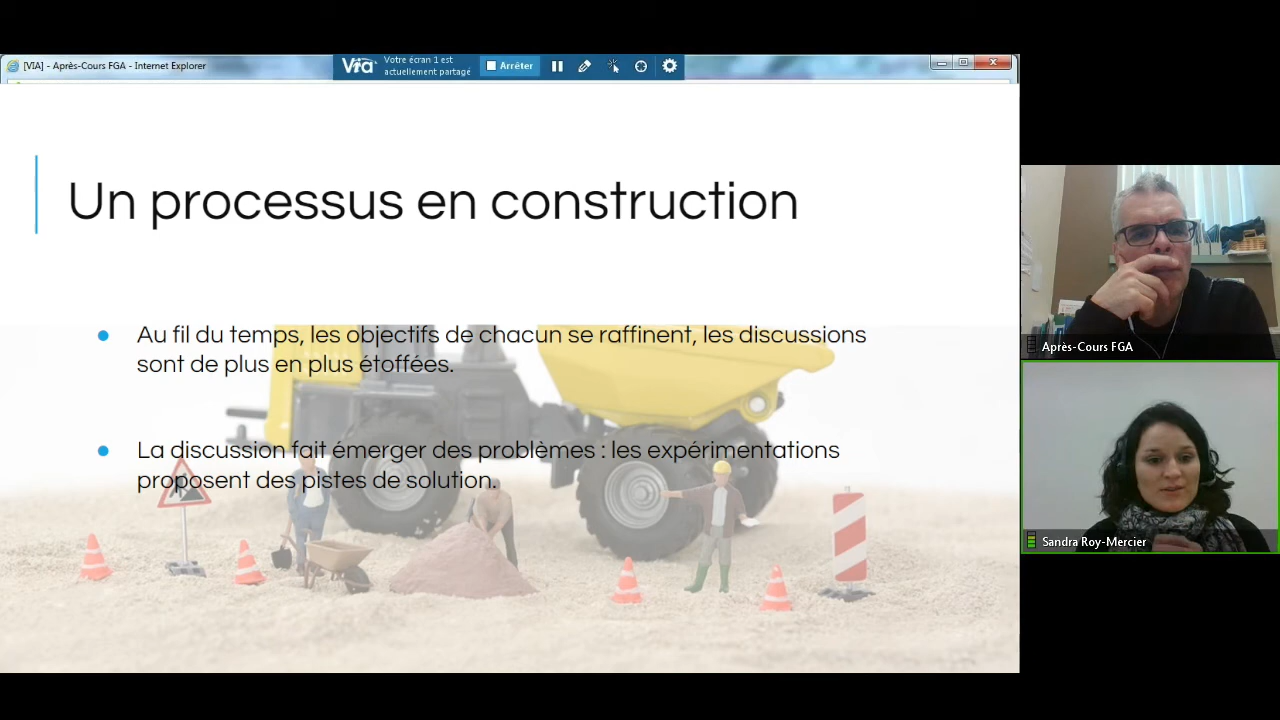 [VIA] - Après-Cours FGA - Internet Explorer
Via
Votre écran 1 est
actuellement partagé
Arrêter
Un processus en construction
Au fil du temps, les objectifs de chacun se raffinent, les discussions
sont de plus en plus étoffées.
La discussion fait émerger des problèmes : les expérimentations
proposent des pistes de solution.
Après-Cours FGA
Sandra Roy-Mercier